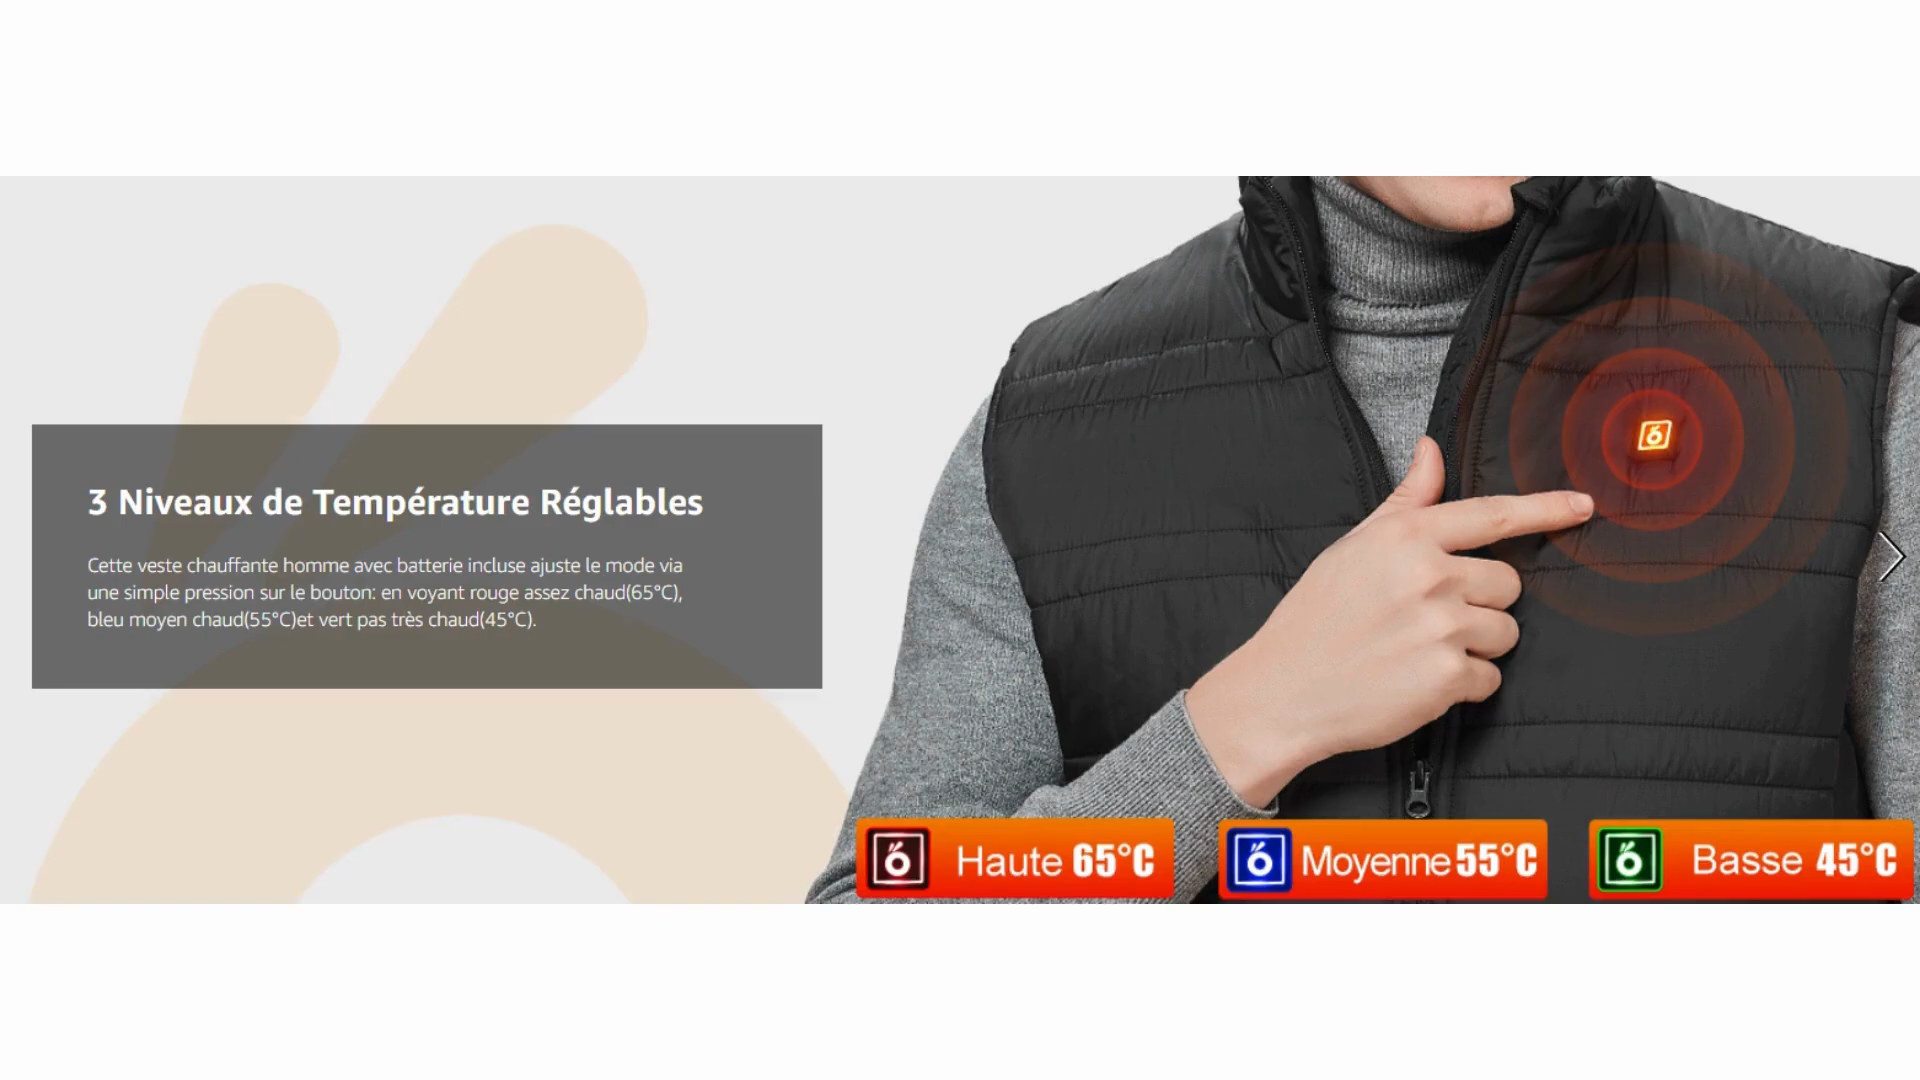 3 Niveaux de Température Réglables
Cette veste chauffante homme avec batterie incluse ajuste le mode via
une simple pression sur le bouton: en voyant rouge assez chaud(65°C),
bleu moyen chaud(55°C)et vert pas très chaud(45°C).
Haute 65°C
Moyenne 55°C
Basse 45°C